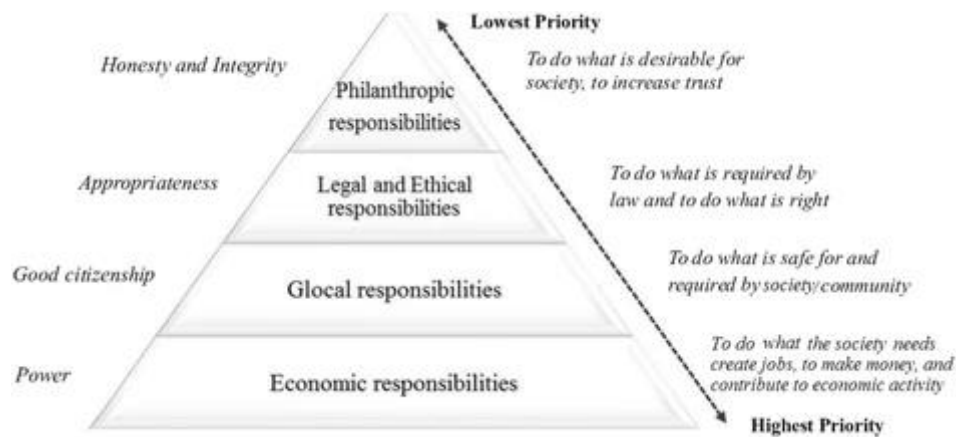 Lowest Priority
Honesty and Integrity
To do what is desirable for
society, to increase trust
Philanthropic
responsibilities
Appropriateness
Legal and Ethical
responsibilities
To do what is required by
law and to do what is right
Good citizenship
Glocal responsibilities
To do what is safe for and
required by society/community
Power
Economic responsibilities
To do what the society needs
create jobs, to make money, and
contribute to economic activity
Highest Priority